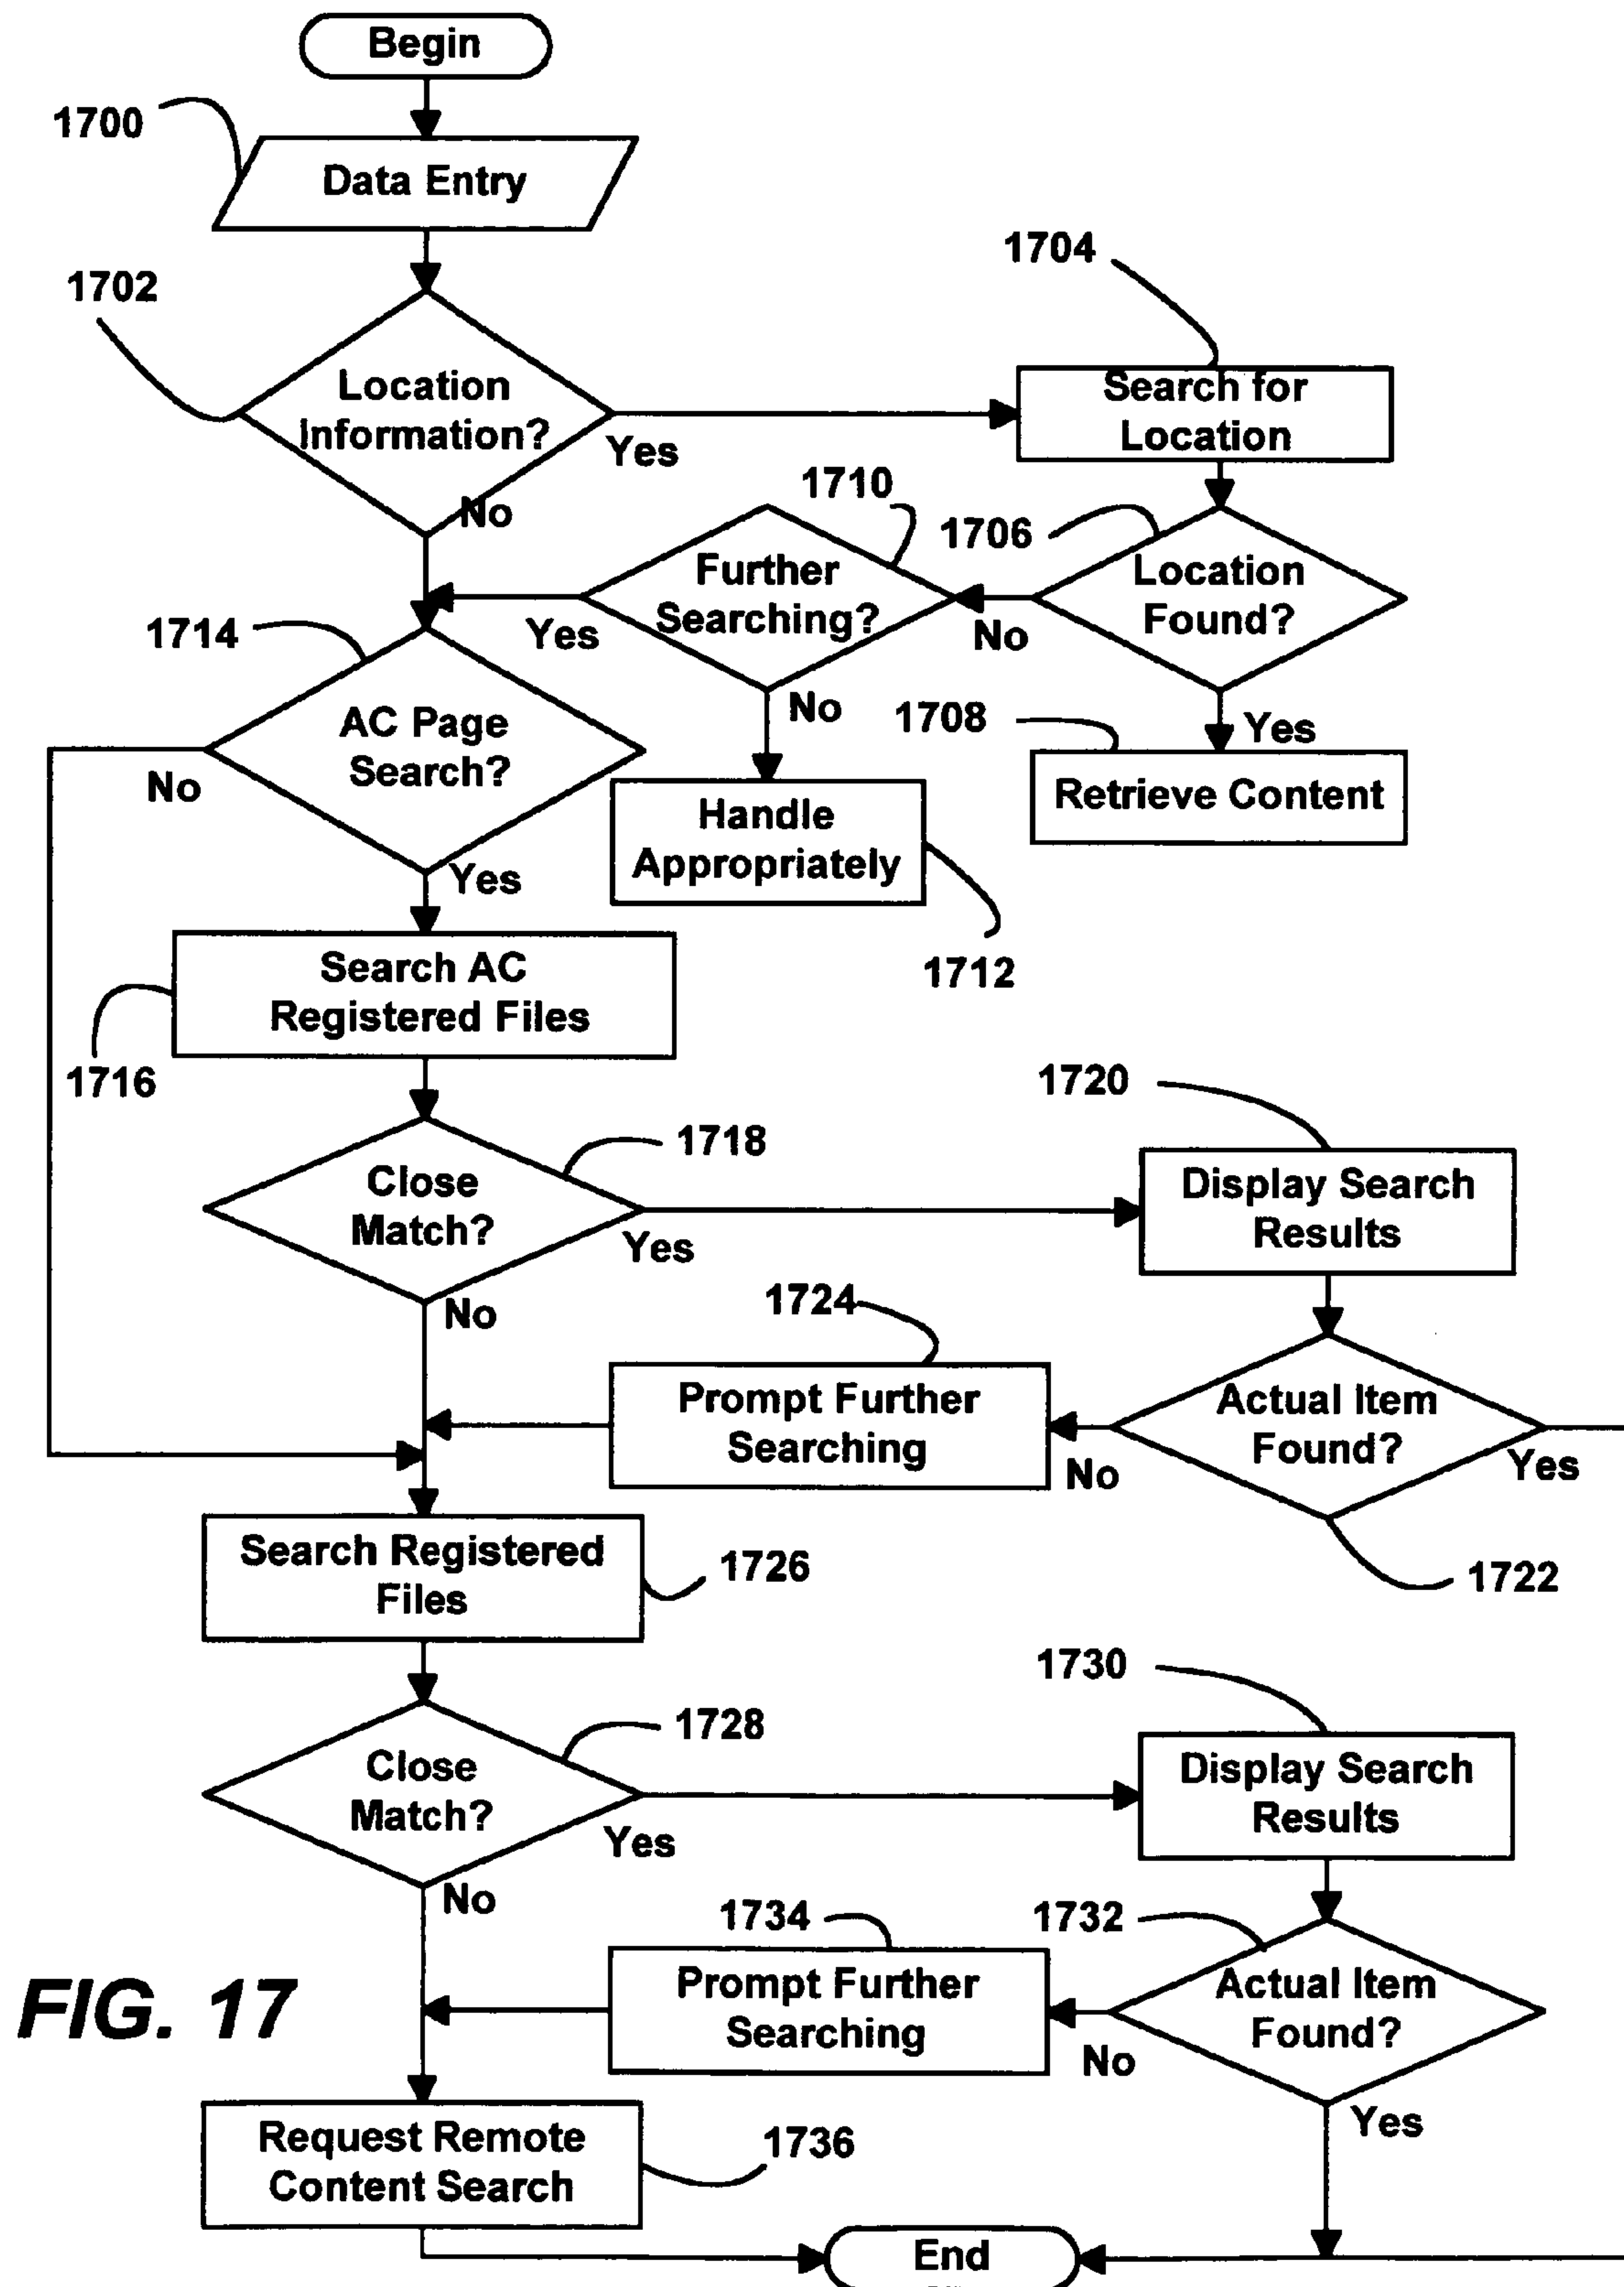 Begin
1700
Data Entry
1702
1704
Location
Information?
Yes
No
Search for
Location
1710
1706
Further
Searching?
Yes
No
Location
Found?
No
Yes
1714
AC Page
Search?
No
Yes
1708
Retrieve Content
Handle
Appropriately
1712
Search AC
Registered Files
1716
1718
Close
Match?
Yes
No
1720
Display Search
Results
1724
Prompt Further
Searching
Actual Item
Found?
No
Yes
1722
Search Registered
Files
1726
1728
Close
Match?
Yes
No
1730
Display Search
Results
1734
1732
Prompt Further
Searching
Actual Item
Found?
No
Yes
FIG. 17
Request Remote
Content Search
1736
End